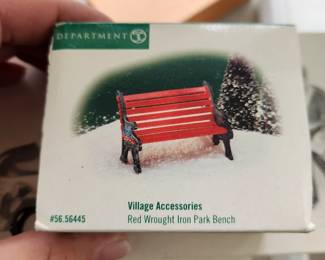 DEPARTMENT 56
Village Accessories
#56.56445
Red Wrought Iron Park Bench